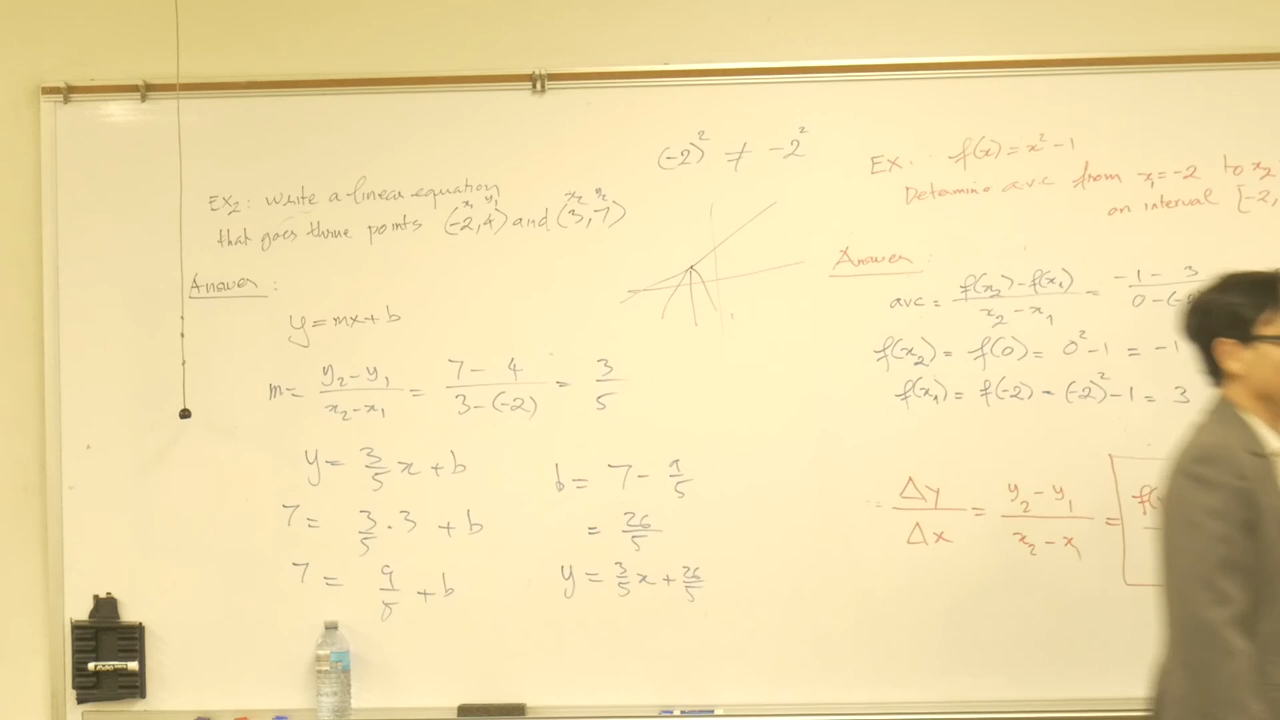 (-2)² ≠ -2²
EX₂: write a linear equation
x₁ y₁ x₂ y₂
that goes three points (-2,4) and (3,7)
Answer :
y = mx + b
m = (y₂ - y₁)/(x₂ - x₁) = (7 - 4)/(3 - (-2)) = 3/5
y = 3/5 x + b
7 = 3/5 · 3 + b
7 = 9/5 + b
b = 7 - 9/5
= 26/5
y = 3/5 x + 26/5
EX: f(x) = x² - 1
Determine avc from x₁ = -2 to x₂
on interval [-2,
Answer :
avc = (f(x₂) - f(x₁))/(x₂ - x₁) = (-1 - 3)/(0 - (-
f(x₂) = f(0) = 0² - 1 = -1
f(x₁) = f(-2) = (-2)² - 1 = 3
= Δy/Δx = (y₂ - y₁)/(x₂ - x₁) =
EXPO